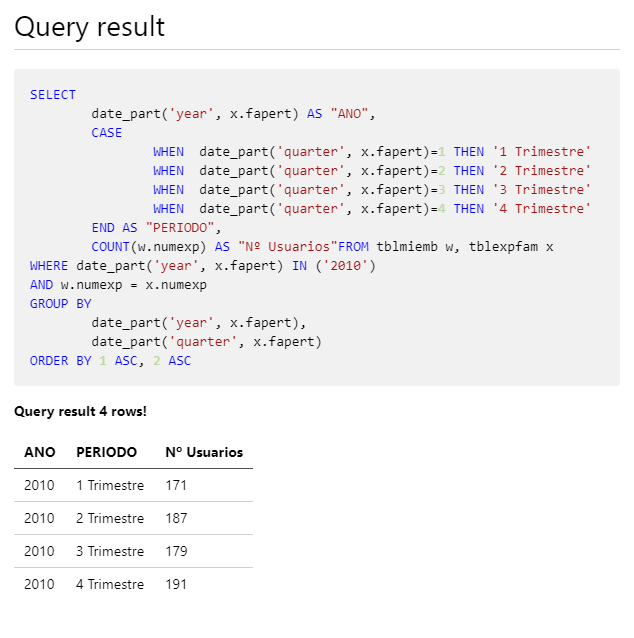 Query result
SELECT
date_part('year', x.fapert) AS "ANO",
CASE
WHEN  date_part('quarter', x.fapert)=1 THEN '1 Trimestre'
WHEN  date_part('quarter', x.fapert)=2 THEN '2 Trimestre'
WHEN  date_part('quarter', x.fapert)=3 THEN '3 Trimestre'
WHEN  date_part('quarter', x.fapert)=4 THEN '4 Trimestre'
END AS "PERIODO",
COUNT(w.numexp) AS "Nº Usuarios"FROM tblmiemb w, tblexpfam x
WHERE date_part('year', x.fapert) IN ('2010')
AND w.numexp = x.numexp
GROUP BY
date_part('year', x.fapert),
date_part('quarter', x.fapert)
ORDER BY 1 ASC, 2 ASC
Query result 4 rows!
ANO PERIODO Nº Usuarios
2010 1 Trimestre 171
2010 2 Trimestre 187
2010 3 Trimestre 179
2010 4 Trimestre 191